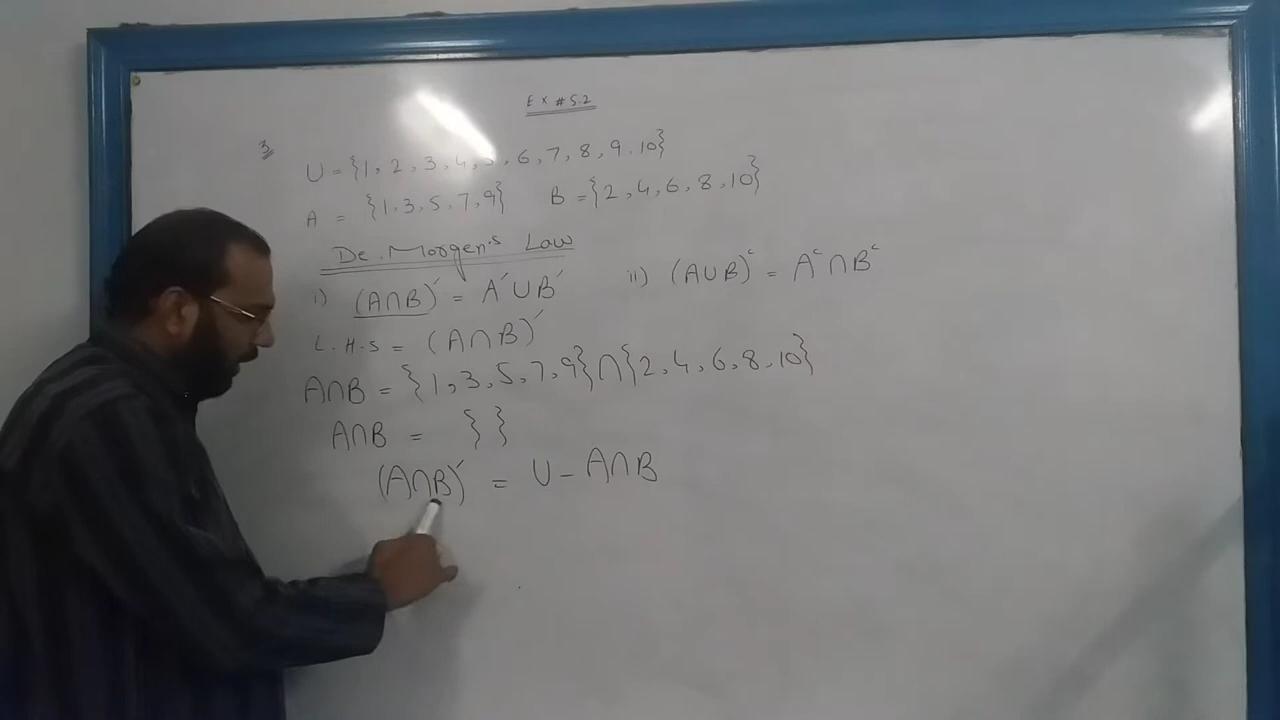 Ex # 5.2
3
U = {1, 2, 3, 4, 5, 6, 7, 8, 9.10}
A = {1,3,5,7,9} B = {2,4,6,8,10}
De.Morgen's Law
i) (A∩B)′ = A′∪B′ ii) (A∪B)ᶜ = Aᶜ∩Bᶜ
L.H.S = (A∩B)′
A∩B = {1,3,5,7,9}∩{2,4,6,8,10}
A∩B = { }
(A∩B)′ = U - A∩B